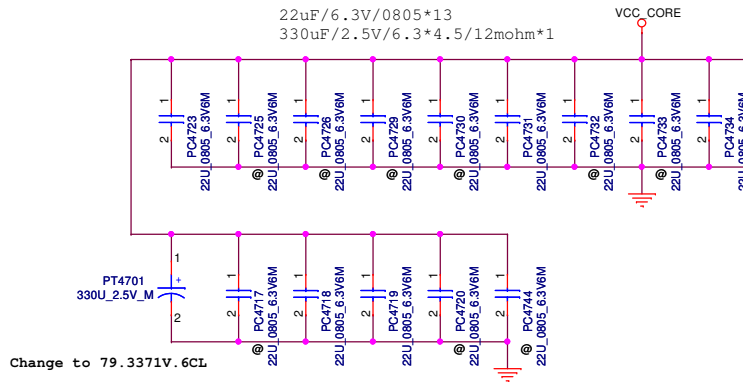 22uF/6.3V/0805*13
330uF/2.5V/6.3*4.5/12mohm*1
VCC_CORE
1
2
PC4723
22U_0805_6.3V6M
1
2
@
PC4725
22U_0805_6.3V6M
1
2
@
PC4726
22U_0805_6.3V6M
1
2
@
PC4729
22U_0805_6.3V6M
1
2
@
PC4730
22U_0805_6.3V6M
1
2
PC4731
22U_0805_6.3V6M
1
2
@
PC4732
22U_0805_6.3V6M
1
2
@
PC4733
22U_0805_6.3V6M
1
2
PC4734
22U_0805_6.3V6M
PT4701
330U_2.5V_M
1
+
2
1
2
@
PC4717
22U_0805_6.3V6M
1
2
PC4718
22U_0805_6.3V6M
1
2
PC4719
22U_0805_6.3V6M
1
2
@
PC4720
22U_0805_6.3V6M
1
2
@
PC4744
22U_0805_6.3V6M
Change to 79.3371V.6CL